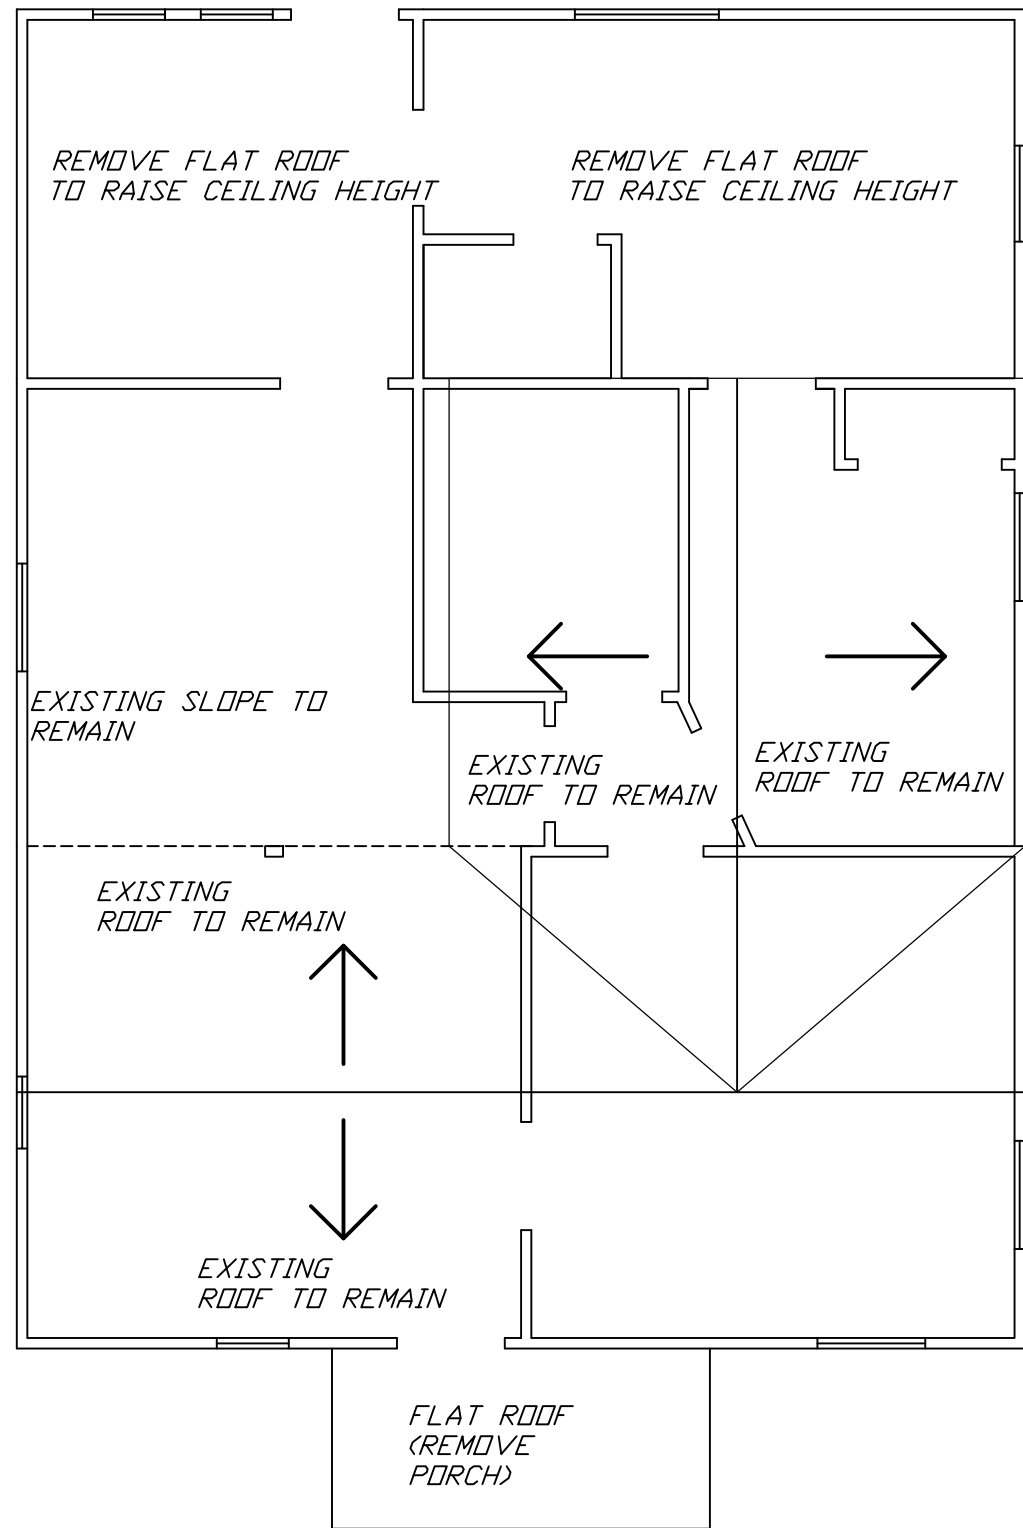 REMOVE FLAT ROOF
TO RAISE CEILING HEIGHT
REMOVE FLAT ROOF
TO RAISE CEILING HEIGHT
EXISTING SLOPE TO
REMAIN
EXISTING
ROOF TO REMAIN
EXISTING
ROOF TO REMAIN
EXISTING
ROOF TO REMAIN
EXISTING
ROOF TO REMAIN
FLAT ROOF
(REMOVE
PORCH)